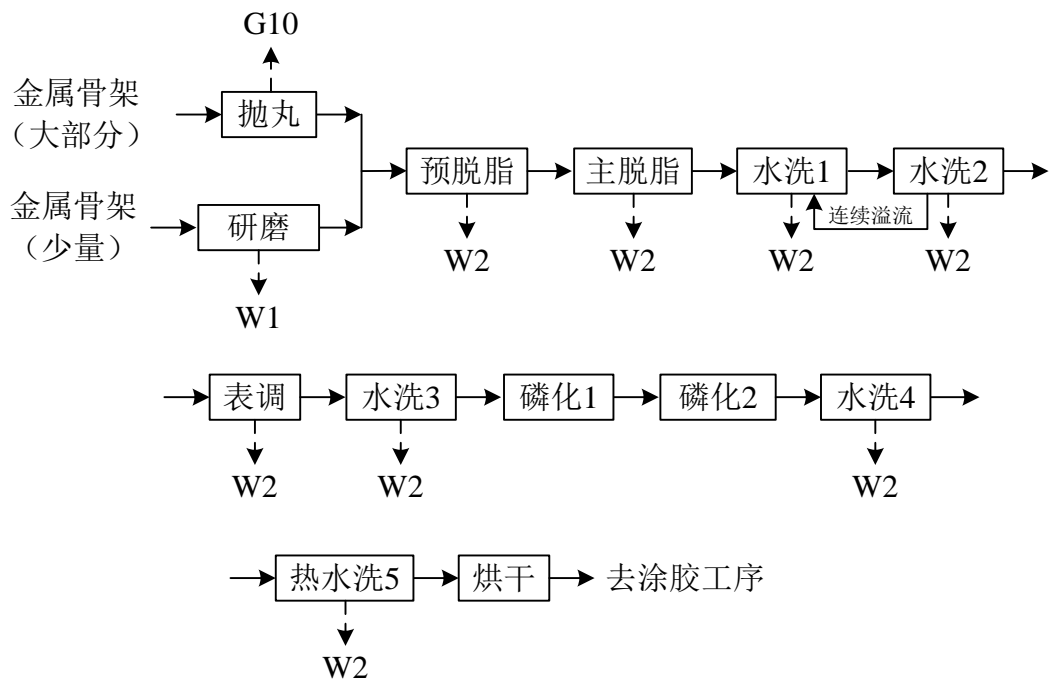 G10
金属骨架
（大部分）
抛丸
预脱脂
主脱脂
水洗1
水洗2
连续溢流
金属骨架
（少量）
研磨
W2
W2
W2
W2
W1
表调
水洗3
磷化1
磷化2
水洗4
W2
W2
W2
热水洗5
烘干
去涂胶工序
W2